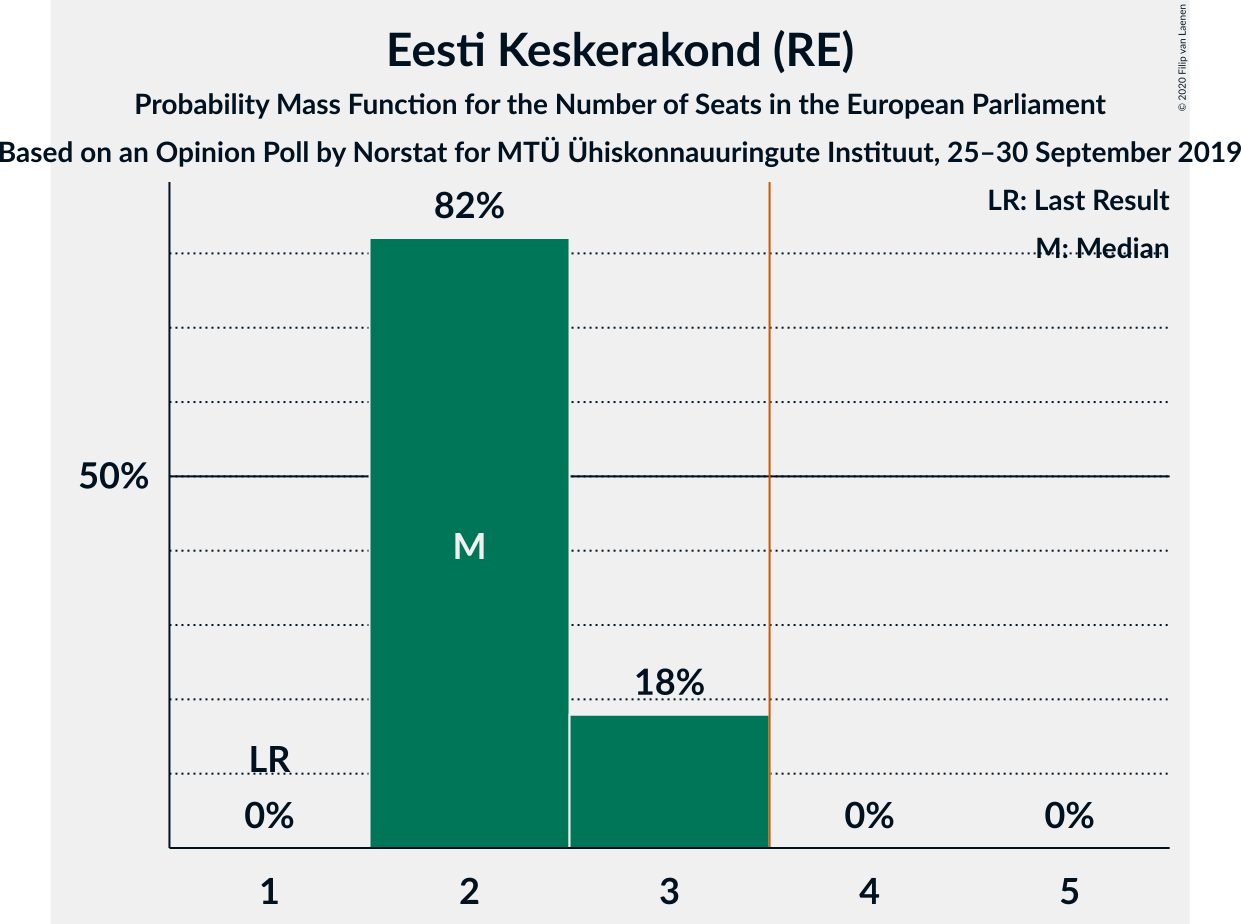 Eesti Keskerakond (RE)
Probability Mass Function for the Number of Seats in the European Parliament
Based on an Opinion Poll by Norstat for MTÜ Ühiskonnauuringute Instituut, 25–30 September 2019
© 2020 Filip van Laenen
LR: Last Result
M: Median
82%
50%
M
18%
LR
0%
0%
0%
1
2
3
4
5